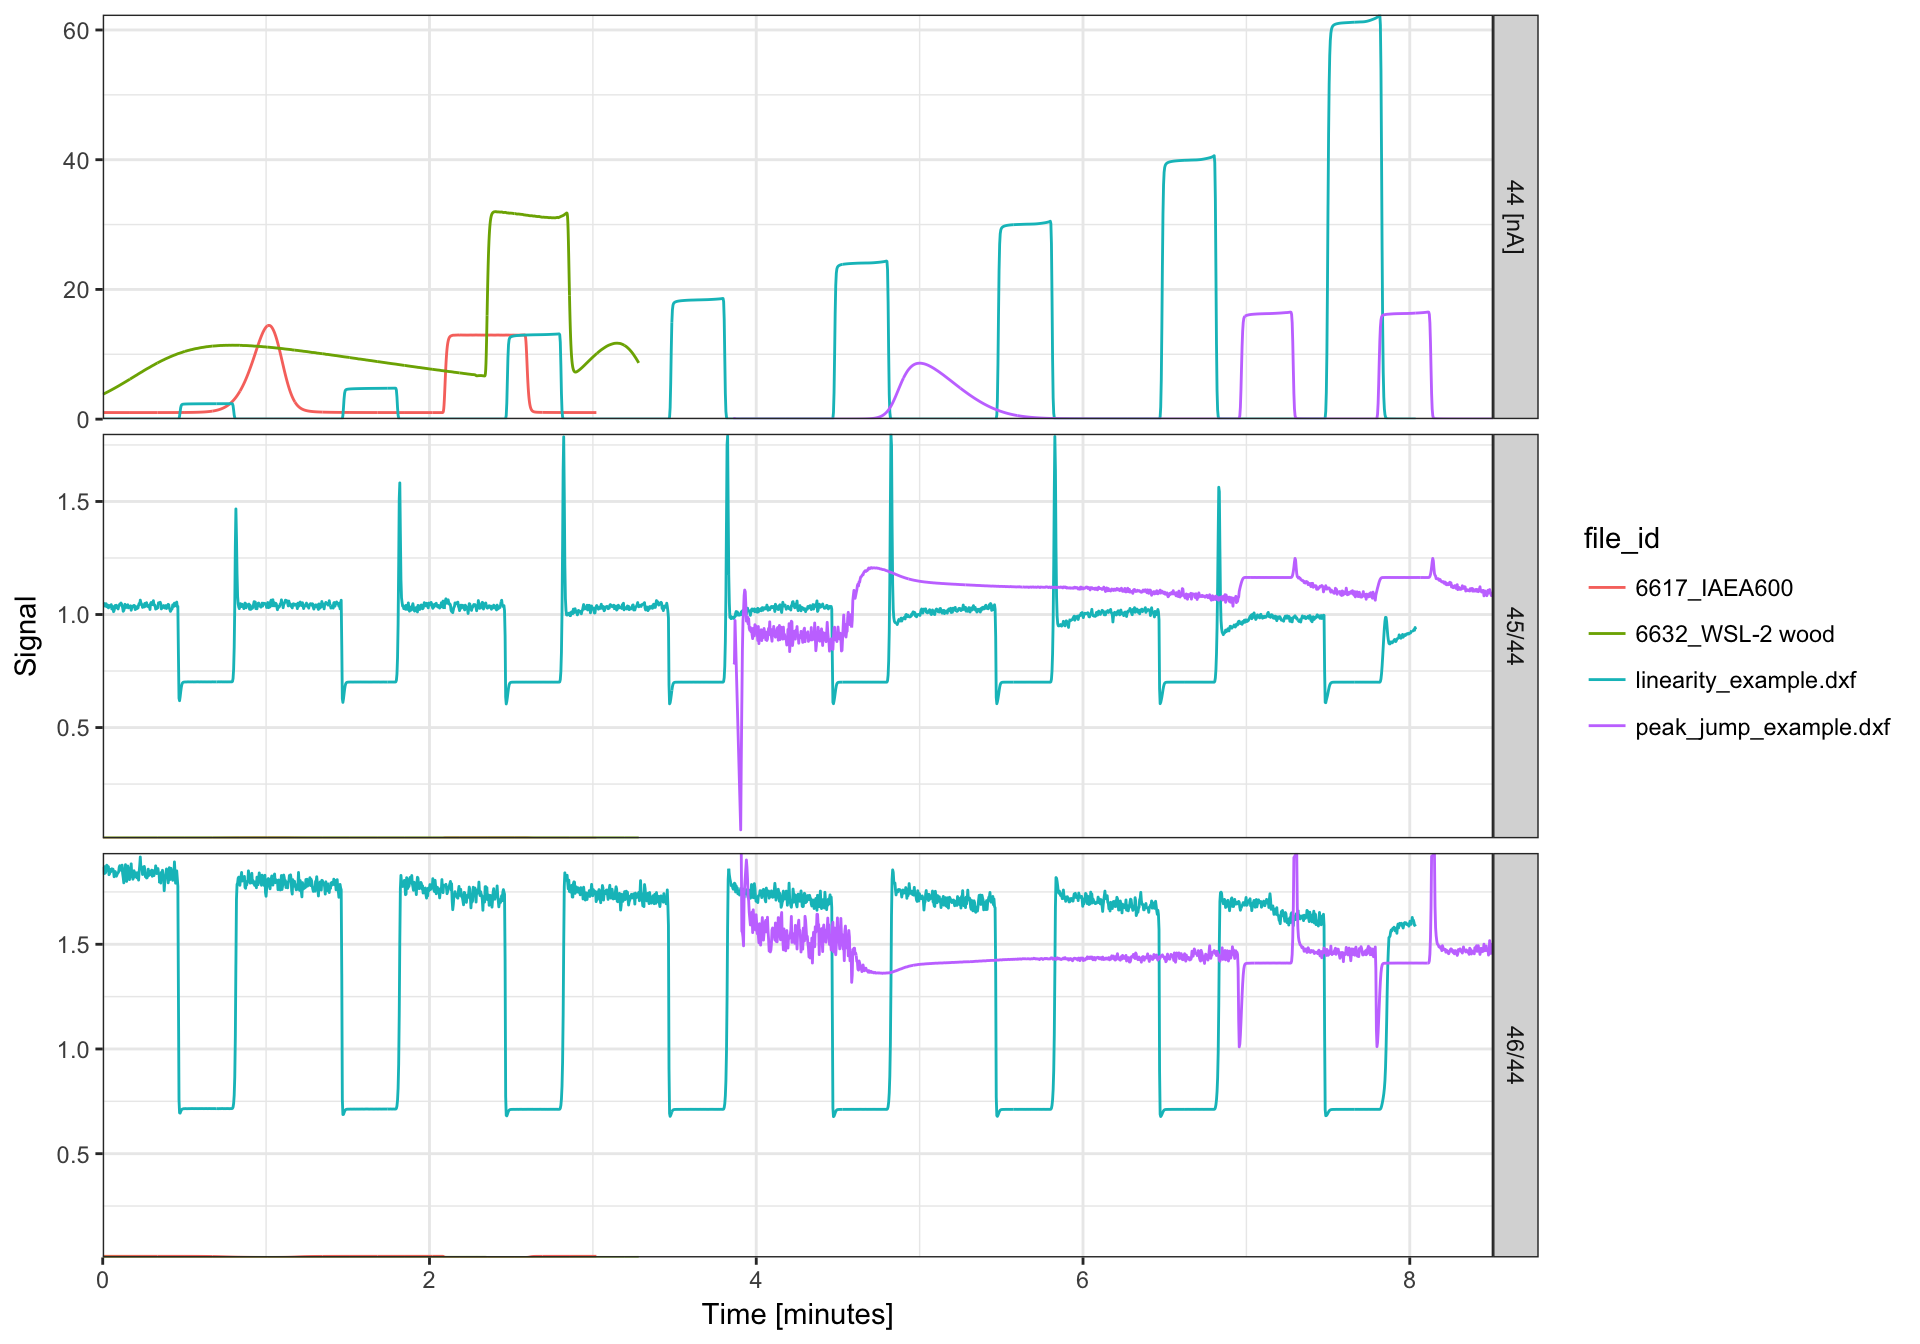 60
40
20
0
44 [nA]
1.5
1.0
0.5
45/44
1.5
1.0
0.5
46/44
0
2
4
6
8
Time [minutes]
Signal
file_id
6617_IAEA600
6632_WSL-2 wood
linearity_example.dxf
peak_jump_example.dxf